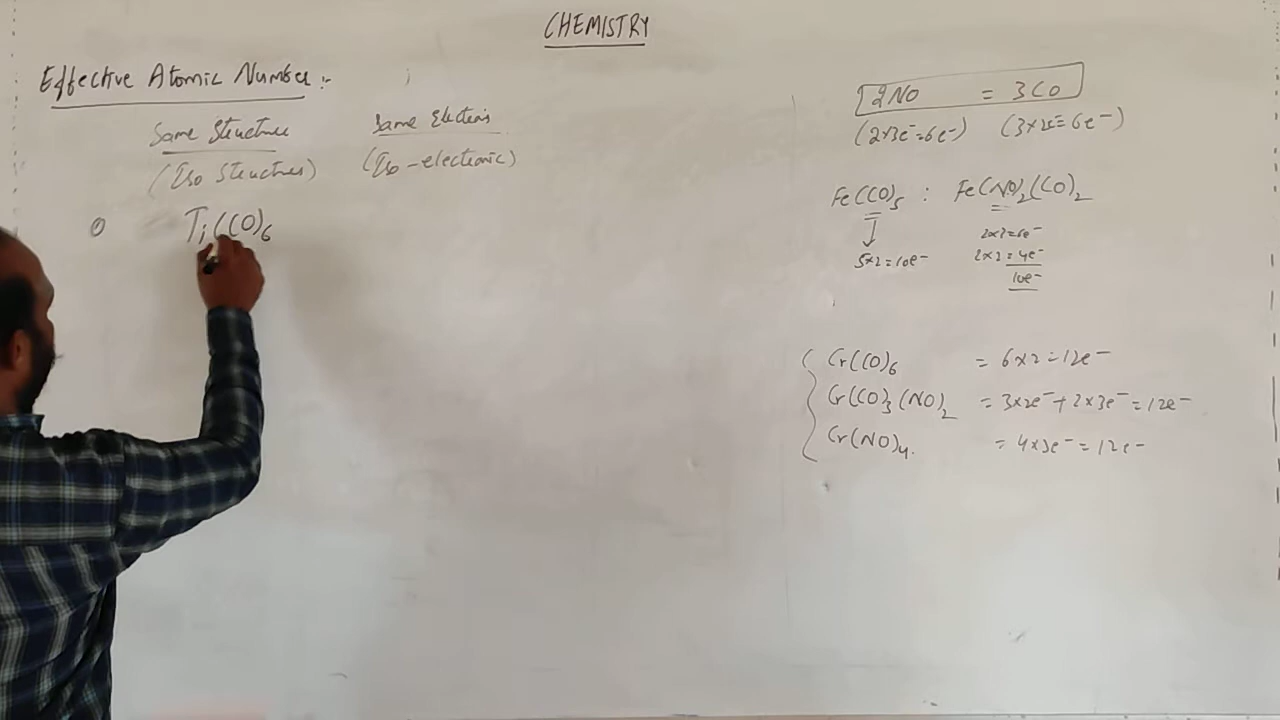 CHEMISTRY
Effective Atomic Number :-
Same Structure
(Iso Structures)
Same Electrons
(Iso-electronic)
Ti(CO)6
2NO = 3CO
(2×3e-=6e-) (3×2e-=6e-)
Fe(CO)5 : Fe(NO)2(CO)2
5×2=10e-
2×3=6e-
2×2=4e-
10e-
Cr(CO)6 = 6×2=12e-
Cr(CO)3(NO)2 = 3×2e-+2×3e-=12e-
Cr(NO)4. = 4×3e-=12e-